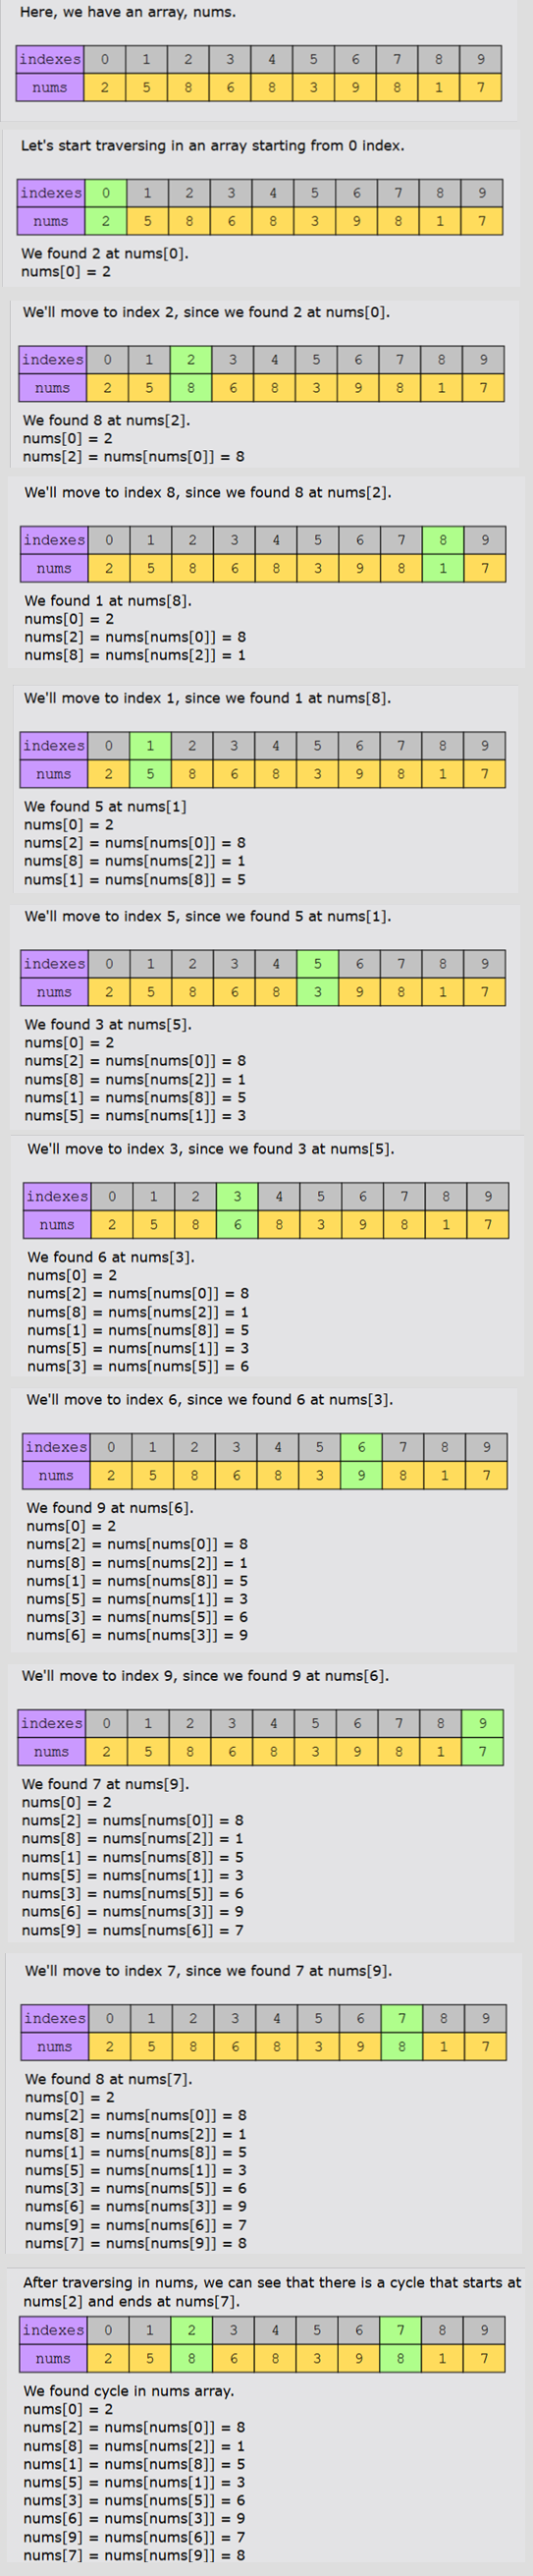 Here, we have an array, nums.
indexes 0 1 2 3 4 5 6 7 8 9
nums 2 5 8 6 8 3 9 8 1 7
Let's start traversing in an array starting from 0 index.
indexes 0 1 2 3 4 5 6 7 8 9
nums 2 5 8 6 8 3 9 8 1 7
We found 2 at nums[0].
nums[0] = 2
We'll move to index 2, since we found 2 at nums[0].
indexes 0 1 2 3 4 5 6 7 8 9
nums 2 5 8 6 8 3 9 8 1 7
We found 8 at nums[2].
nums[0] = 2
nums[2] = nums[nums[0]] = 8
We'll move to index 8, since we found 8 at nums[2].
indexes 0 1 2 3 4 5 6 7 8 9
nums 2 5 8 6 8 3 9 8 1 7
We found 1 at nums[8].
nums[0] = 2
nums[2] = nums[nums[0]] = 8
nums[8] = nums[nums[2]] = 1
We'll move to index 1, since we found 1 at nums[8].
indexes 0 1 2 3 4 5 6 7 8 9
nums 2 5 8 6 8 3 9 8 1 7
We found 5 at nums[1]
nums[0] = 2
nums[2] = nums[nums[0]] = 8
nums[8] = nums[nums[2]] = 1
nums[1] = nums[nums[8]] = 5
We'll move to index 5, since we found 5 at nums[1].
indexes 0 1 2 3 4 5 6 7 8 9
nums 2 5 8 6 8 3 9 8 1 7
We found 3 at nums[5].
nums[0] = 2
nums[2] = nums[nums[0]] = 8
nums[8] = nums[nums[2]] = 1
nums[1] = nums[nums[8]] = 5
nums[5] = nums[nums[1]] = 3
We'll move to index 3, since we found 3 at nums[5].
indexes 0 1 2 3 4 5 6 7 8 9
nums 2 5 8 6 8 3 9 8 1 7
We found 6 at nums[3].
nums[0] = 2
nums[2] = nums[nums[0]] = 8
nums[8] = nums[nums[2]] = 1
nums[1] = nums[nums[8]] = 5
nums[5] = nums[nums[1]] = 3
nums[3] = nums[nums[5]] = 6
We'll move to index 6, since we found 6 at nums[3].
indexes 0 1 2 3 4 5 6 7 8 9
nums 2 5 8 6 8 3 9 8 1 7
We found 9 at nums[6].
nums[0] = 2
nums[2] = nums[nums[0]] = 8
nums[8] = nums[nums[2]] = 1
nums[1] = nums[nums[8]] = 5
nums[5] = nums[nums[1]] = 3
nums[3] = nums[nums[5]] = 6
nums[6] = nums[nums[3]] = 9
We'll move to index 9, since we found 9 at nums[6].
indexes 0 1 2 3 4 5 6 7 8 9
nums 2 5 8 6 8 3 9 8 1 7
We found 7 at nums[9].
nums[0] = 2
nums[2] = nums[nums[0]] = 8
nums[8] = nums[nums[2]] = 1
nums[1] = nums[nums[8]] = 5
nums[5] = nums[nums[1]] = 3
nums[3] = nums[nums[5]] = 6
nums[6] = nums[nums[3]] = 9
nums[9] = nums[nums[6]] = 7
We'll move to index 7, since we found 7 at nums[9].
indexes 0 1 2 3 4 5 6 7 8 9
nums 2 5 8 6 8 3 9 8 1 7
We found 8 at nums[7].
nums[0] = 2
nums[2] = nums[nums[0]] = 8
nums[8] = nums[nums[2]] = 1
nums[1] = nums[nums[8]] = 5
nums[5] = nums[nums[1]] = 3
nums[3] = nums[nums[5]] = 6
nums[6] = nums[nums[3]] = 9
nums[9] = nums[nums[6]] = 7
nums[7] = nums[nums[9]] = 8
After traversing in nums, we can see that there is a cycle that starts at
nums[2] and ends at nums[7].
indexes 0 1 2 3 4 5 6 7 8 9
nums 2 5 8 6 8 3 9 8 1 7
We found cycle in nums array.
nums[0] = 2
nums[2] = nums[nums[0]] = 8
nums[8] = nums[nums[2]] = 1
nums[1] = nums[nums[8]] = 5
nums[5] = nums[nums[1]] = 3
nums[3] = nums[nums[5]] = 6
nums[6] = nums[nums[3]] = 9
nums[9] = nums[nums[6]] = 7
nums[7] = nums[nums[9]] = 8